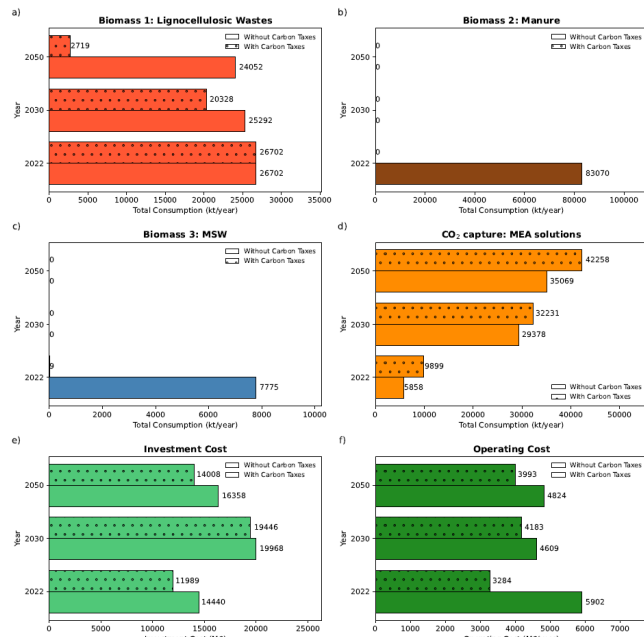 a)
Biomass 1: Lignocellulosic Wastes
Without Carbon Taxes
With Carbon Taxes
2719
2050
24052
20328
Year
2030
25292
26702
2022
26702
0 5000 10000 15000 20000 25000 30000 35000
Total Consumption (kt/year)
b)
Biomass 2: Manure
Without Carbon Taxes
With Carbon Taxes
0
2050
0
0
Year
2030
0
0
2022
83070
0 20000 40000 60000 80000 100000
Total Consumption (kt/year)
c)
Biomass 3: MSW
Without Carbon Taxes
With Carbon Taxes
0
2050
0
0
Year
2030
0
9
2022
7775
0 2000 4000 6000 8000 10000
Total Consumption (kt/year)
d)
CO₂ capture: MEA solutions
42258
2050
35069
32231
Year
2030
29378
9899
2022
5858
Without Carbon Taxes
With Carbon Taxes
0 10000 20000 30000 40000 50000
Total Consumption (kt/year)
e)
Investment Cost
Without Carbon Taxes
With Carbon Taxes
14008
2050
16358
19446
Year
2030
19968
11989
2022
14440
0 5000 10000 15000 20000 25000
f)
Operating Cost
Without Carbon Taxes
With Carbon Taxes
3993
2050
4824
4183
Year
2030
4609
3284
2022
5902
0 1000 2000 3000 4000 5000 6000 7000